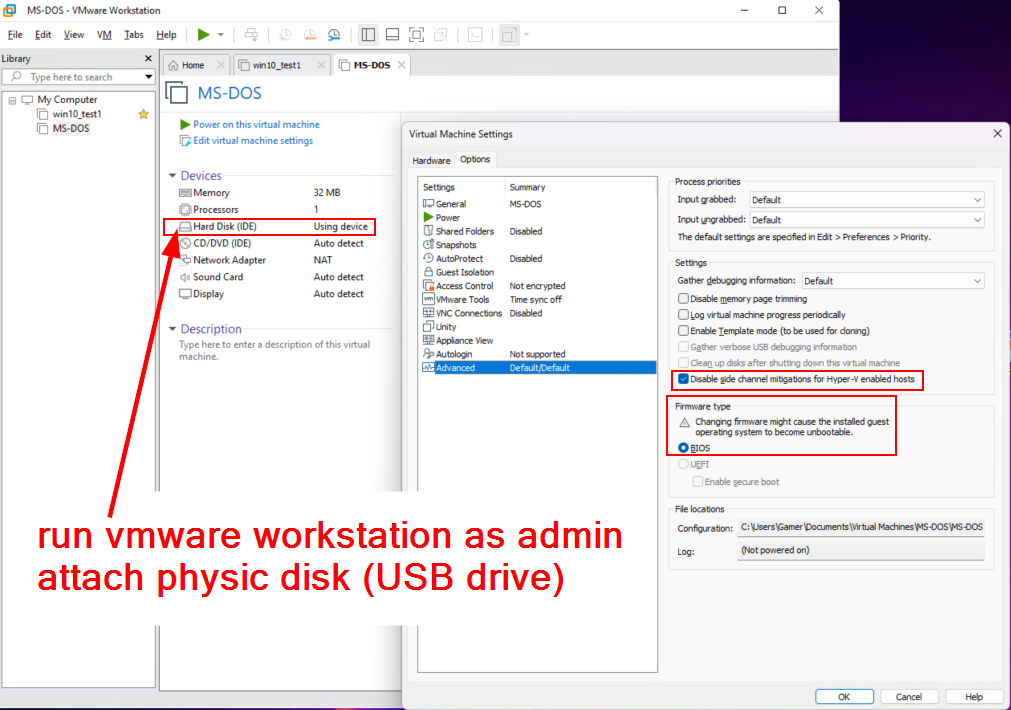 MS-DOS - VMware Workstation
File Edit View VM Tabs Help
Library
Type here to search
My Computer
win10_test1
MS-DOS
Home
win10_test1
MS-DOS
MS-DOS
Power on this virtual machine
Edit virtual machine settings
Devices
Memory 32 MB
Processors 1
Hard Disk (IDE) Using device
CD/DVD (IDE) Auto detect
Network Adapter NAT
Sound Card Auto detect
Display Auto detect
Description
Type here to enter a description of this virtual
machine.
run vmware workstation as admin
attach physic disk (USB drive)
Virtual Machine Settings
Hardware Options
Settings Summary
General MS-DOS
Power
Shared Folders Disabled
Snapshots
AutoProtect Disabled
Guest Isolation
Access Control Not encrypted
vm VMware Tools Time sync off
VNC Connections Disabled
Unity
Appliance View
Autologin Not supported
Advanced Default/Default
Process priorities
Input grabbed: Default
Input ungrabbed: Default
The default settings are specified in Edit > Preferences > Priority.
Settings
Gather debugging information: Default
Disable memory page trimming
Log virtual machine progress periodically
Enable Template mode (to be used for cloning)
Gather verbose USB debugging information
Clean up disks after shutting down this virtual machine
Disable side channel mitigations for Hyper-V enabled hosts
Firmware type
Changing firmware might cause the installed guest
operating system to become unbootable.
BIOS
UEFI
Enable secure boot
File locations
Configuration: C:\Users\Gamer\Documents\Virtual Machines\MS-DOS\MS-DOS
Log: (Not powered on)
OK Cancel Help